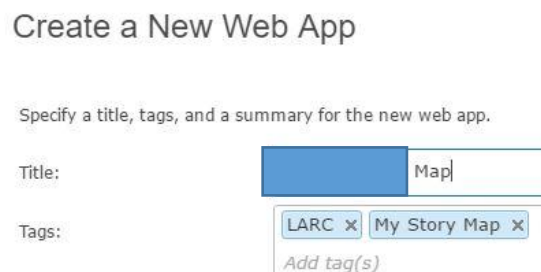 Create a New Web App
Specify a title, tags, and a summary for the new web app.
Title: Map
Tags: LARC x My Story Map x
Add tag(s)